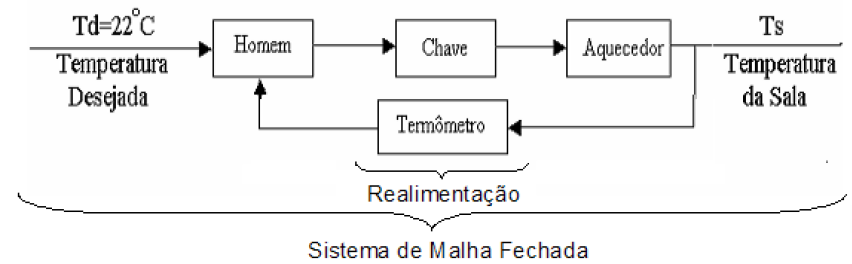 Td=22°C
Temperatura
Desejada
Homem
Chave
Aquecedor
Ts
Temperatura
da Sala
Termômetro
Realimentação
Sistema de Malha Fechada